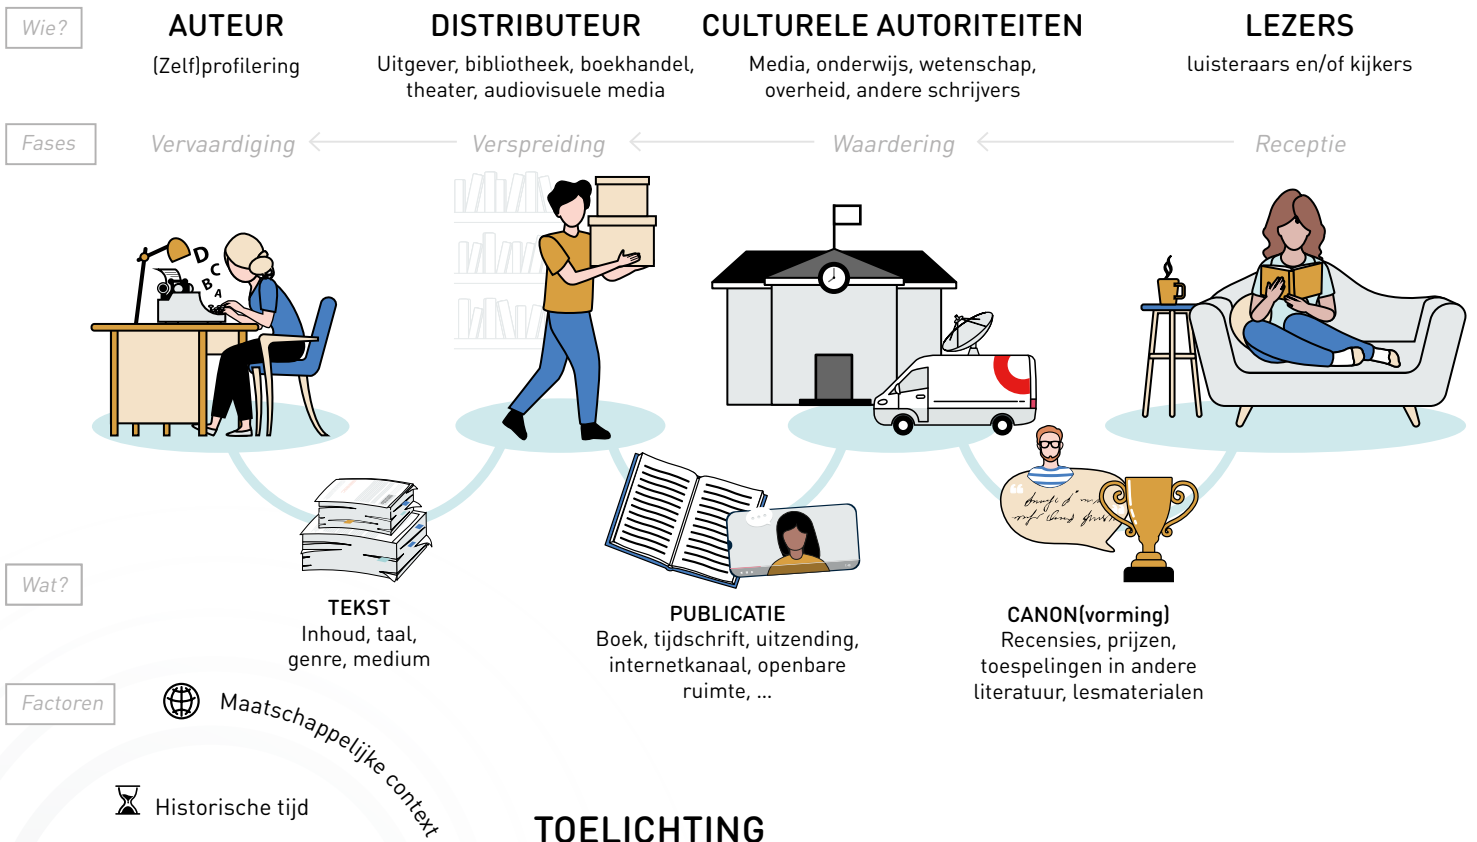 Wie?
AUTEUR
(Zelf)profilering
DISTRIBUTEUR
Uitgever, bibliotheek, boekhandel,
theater, audiovisuele media
CULTURELE AUTORITEITEN
Media, onderwijs, wetenschap,
overheid, andere schrijvers
LEZERS
luisteraars en/of kijkers
Fases
Vervaardiging
Verspreiding
Waardering
Receptie
D
C
B
A
Wat?
TEKST
Inhoud, taal,
genre, medium
PUBLICATIE
Boek, tijdschrift, uitzending,
internetkanaal, openbare
ruimte, ...
CANON(vorming)
Recensies, prijzen,
toespelingen in andere
literatuur, lesmaterialen
Factoren
Maatschappelijke context
Historische tijd
TOELICHTING